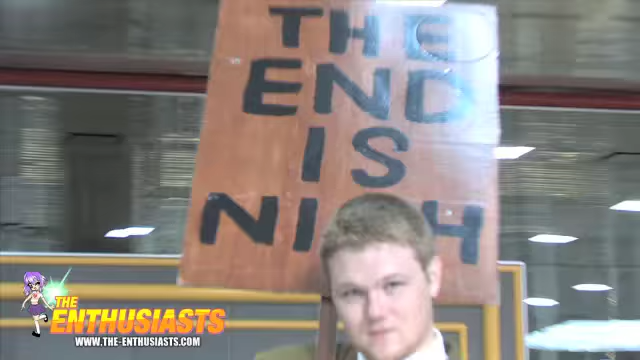 THE
END
IS
NIGH
THE
ENTHUSIASTS
WWW.THE-ENTHUSIASTS.COM